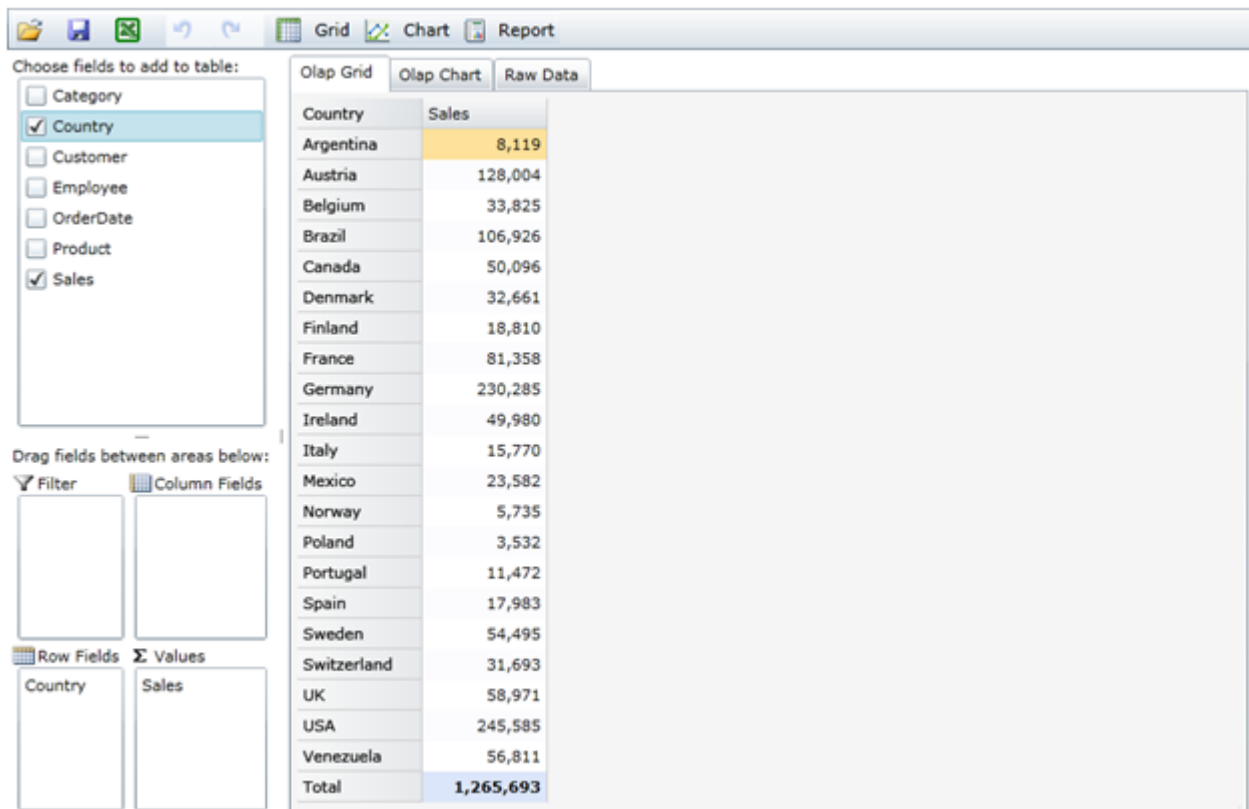 Grid Chart Report
Choose fields to add to table:
Category
Country
Customer
Employee
OrderDate
Product
Sales
Drag fields between areas below:
Filter Column Fields
Row Fields Σ Values
Country Sales
Olap Grid Olap Chart Raw Data
Country Sales
Argentina 8,119
Austria 128,004
Belgium 33,825
Brazil 106,926
Canada 50,096
Denmark 32,661
Finland 18,810
France 81,358
Germany 230,285
Ireland 49,980
Italy 15,770
Mexico 23,582
Norway 5,735
Poland 3,532
Portugal 11,472
Spain 17,983
Sweden 54,495
Switzerland 31,693
UK 58,971
USA 245,585
Venezuela 56,811
Total 1,265,693